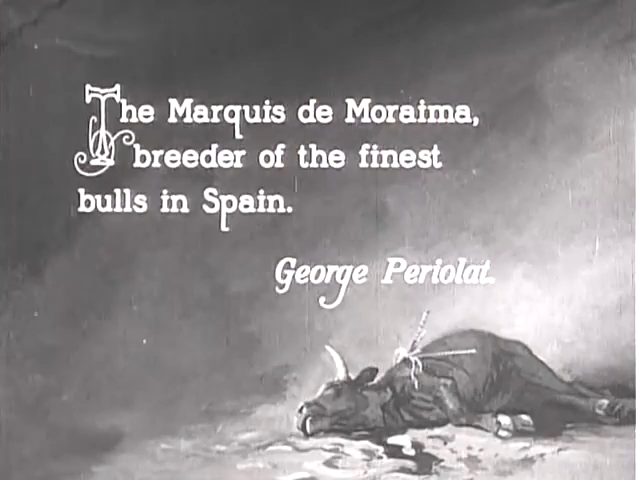 The Marquis de Moraima,
breeder of the finest
bulls in Spain.
George Periolat.